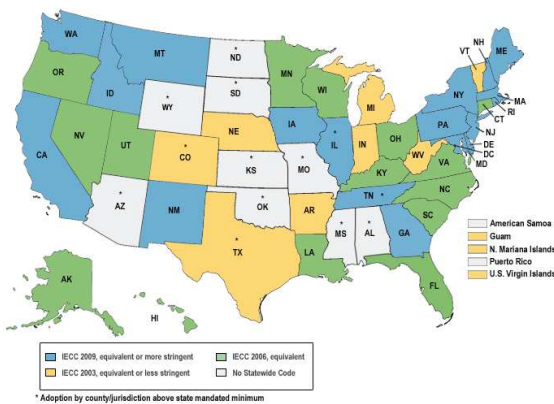 WA
MT
ND
*
MN
OR
ID
WY
*
SD
*
WI
MI
*
NY
VT
NH
ME
MA
RI
CT
NJ
DE
DC
MD
PA
CA
NV
UT
CO
*
NE
IA
IL
*
IN
OH
WV
VA
KS
*
MO
*
KY
NC
TN *
AZ
*
NM
OK
*
AR
SC
MS
*
AL
*
GA
TX
*
LA
FL
AK
HI
American Samoa
Guam
N. Mariana Islands
Puerto Rico
U.S. Virgin Islands
IECC 2009, equivalent or more stringent
IECC 2006, equivalent
IECC 2003, equivalent or less stringent
No Statewide Code
* Adoption by county/jurisdiction above state mandated minimum